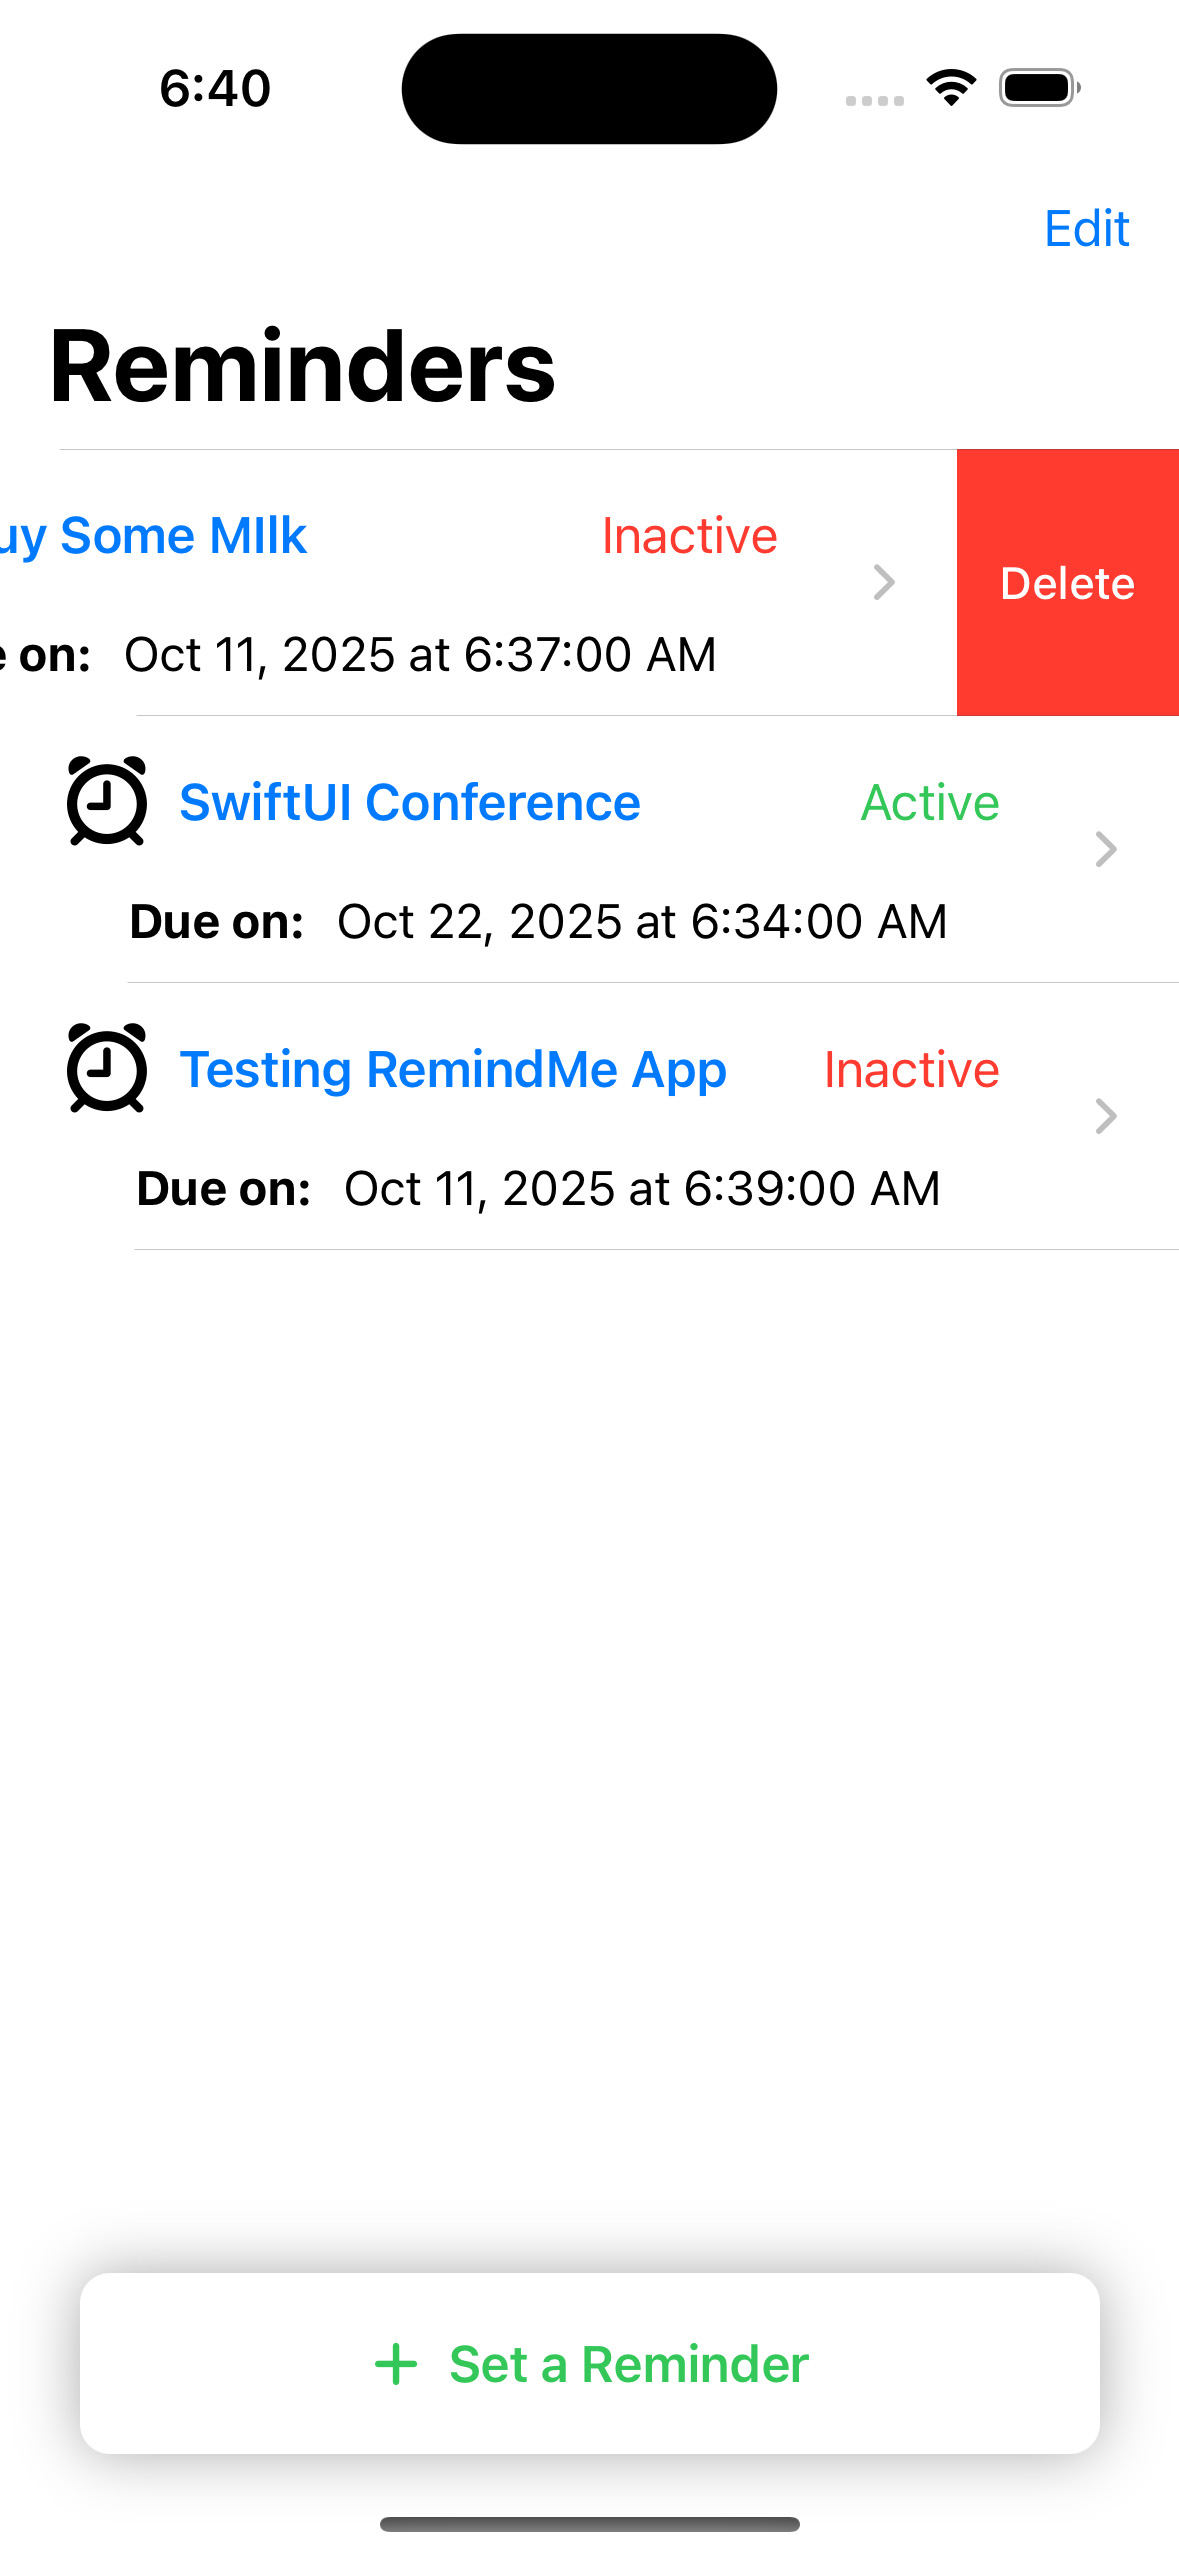 6:40
Edit
Reminders
uy Some MIlk Inactive
Delete
e on: Oct 11, 2025 at 6:37:00 AM
SwiftUI Conference Active
Due on: Oct 22, 2025 at 6:34:00 AM
Testing RemindMe App Inactive
Due on: Oct 11, 2025 at 6:39:00 AM
+ Set a Reminder